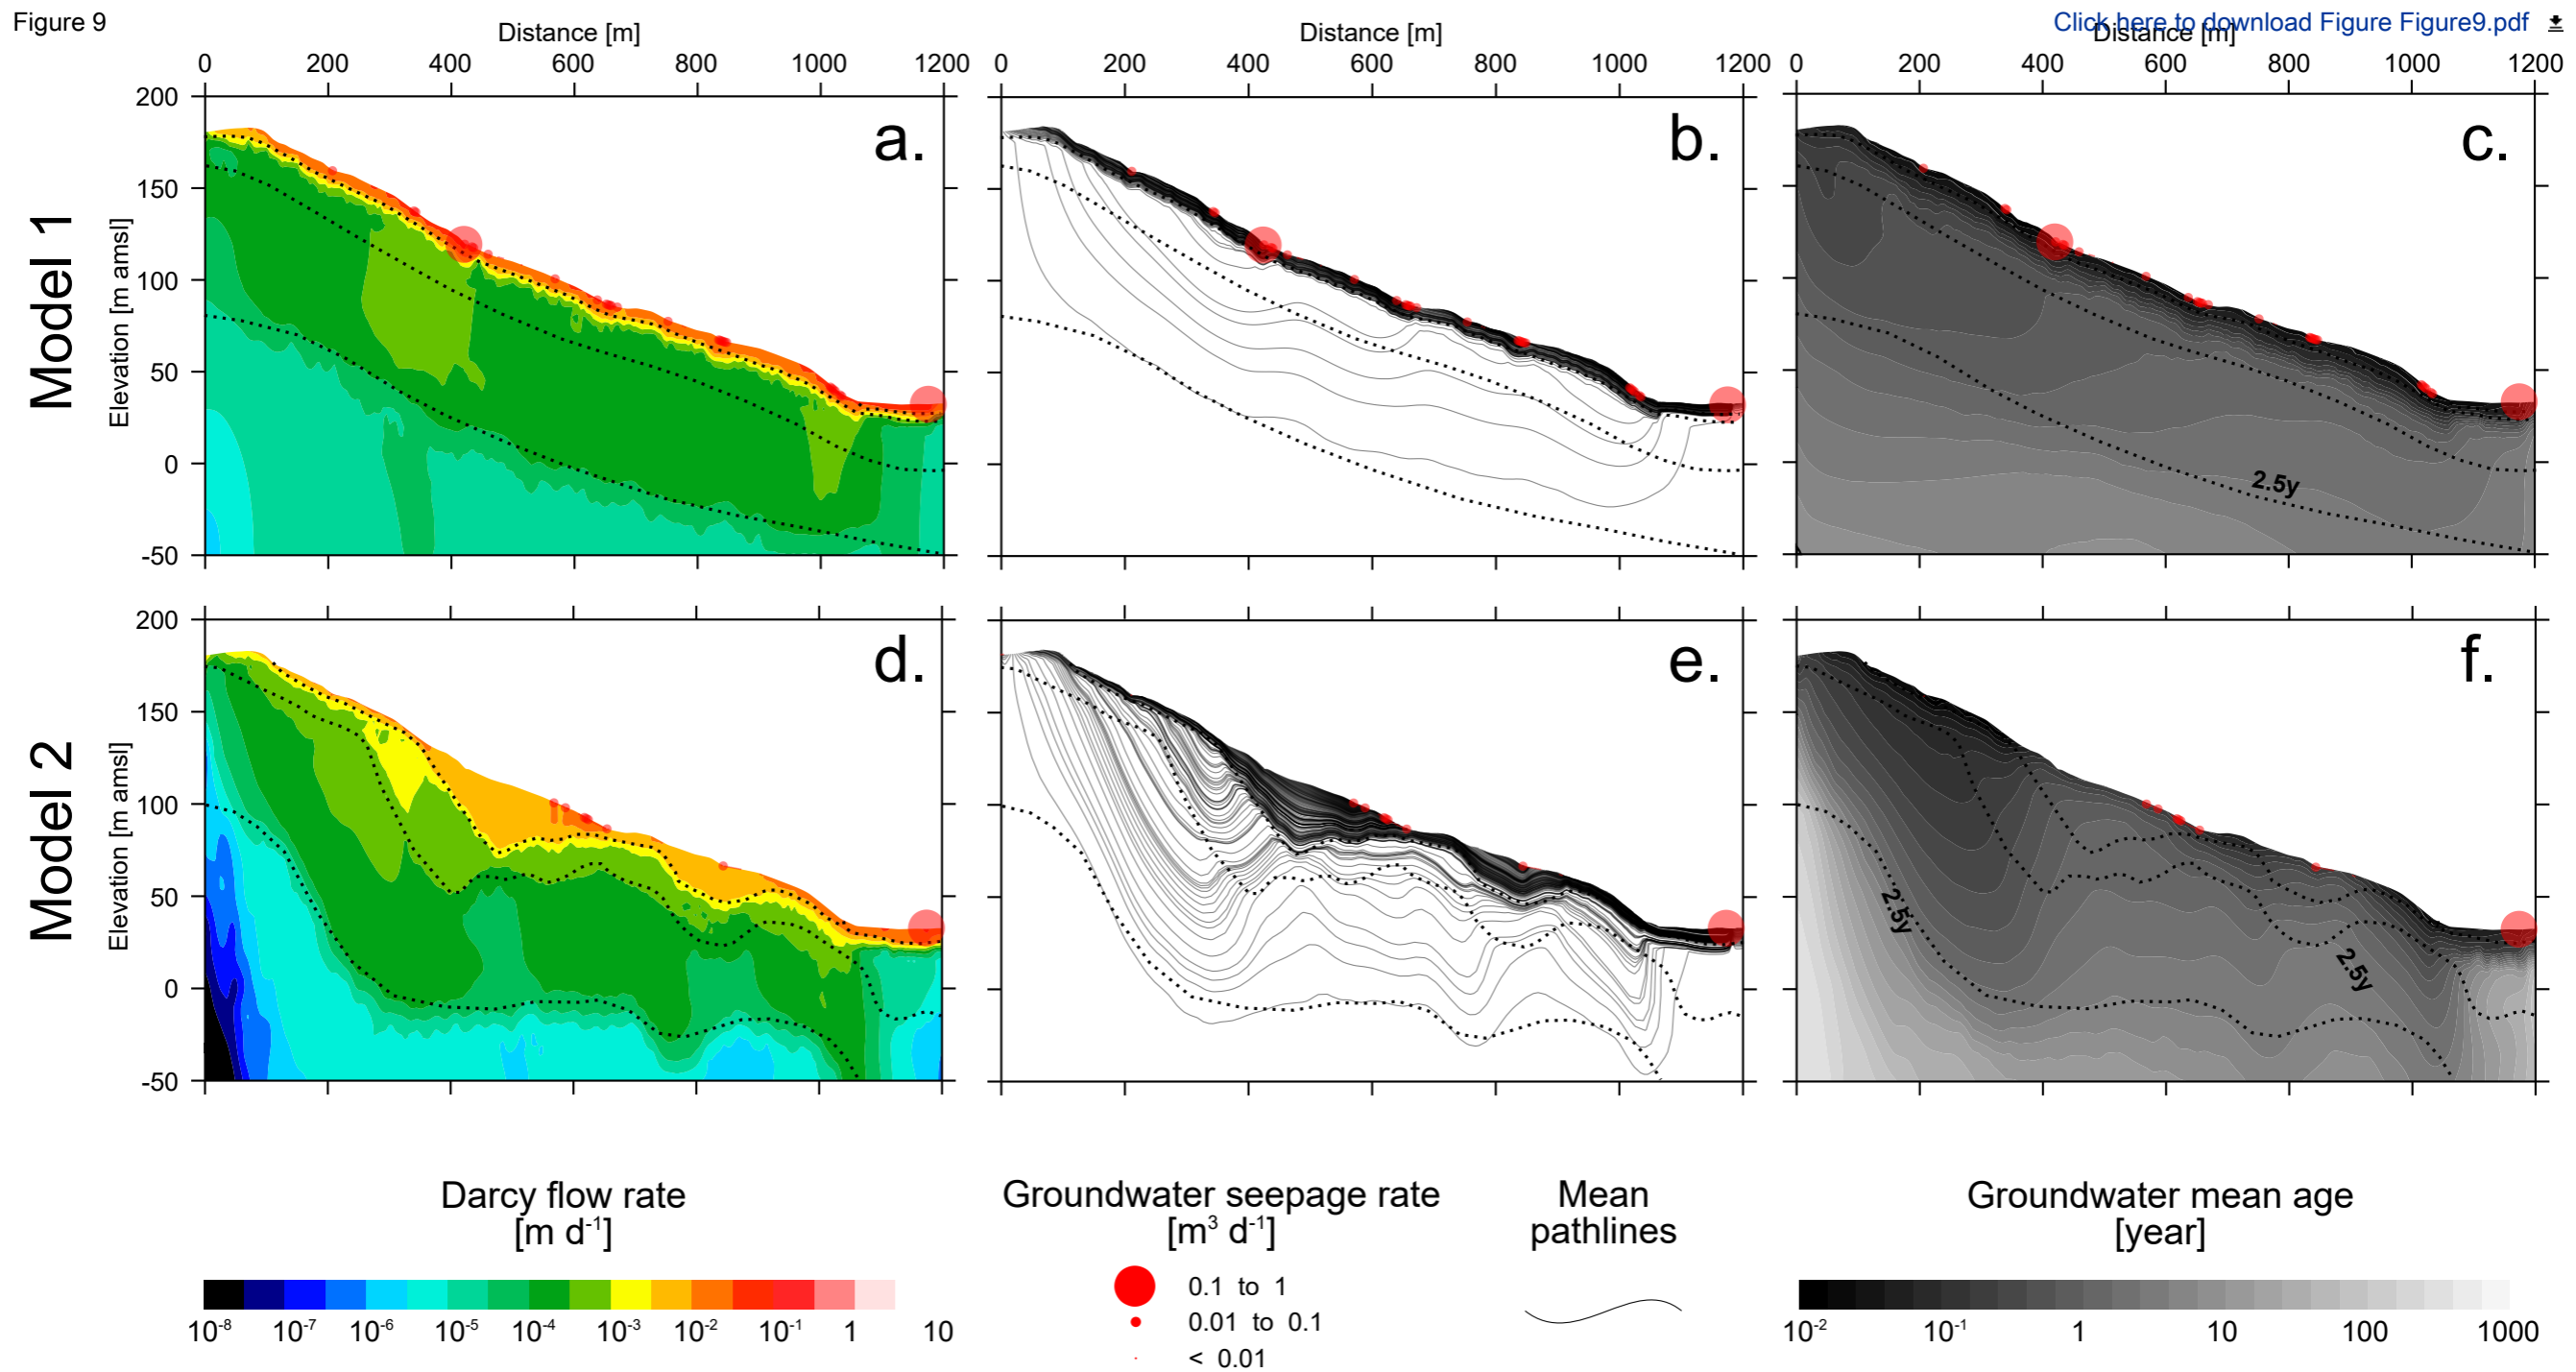 Figure 9
Click here to download Figure Figure9.pdf
Distance [m]
Distance [m]
Distance [m]
0 200 400 600 800 1000 1200
0 200 400 600 800 1000 1200
0 200 400 600 800 1000 1200
Model 1
Elevation [m amsl]
200
150
100
50
0
-50
a.
b.
c.
2.5y
Model 2
Elevation [m amsl]
200
150
100
50
0
-50
d.
e.
f.
2.5y
2.5y
Darcy flow rate
[m d⁻¹]
10⁻⁸ 10⁻⁷ 10⁻⁶ 10⁻⁵ 10⁻⁴ 10⁻³ 10⁻² 10⁻¹ 1 10
Groundwater seepage rate
[m³ d⁻¹]
0.1 to 1
0.01 to 0.1
< 0.01
Mean
pathlines
Groundwater mean age
[year]
10⁻² 10⁻¹ 1 10 100 1000